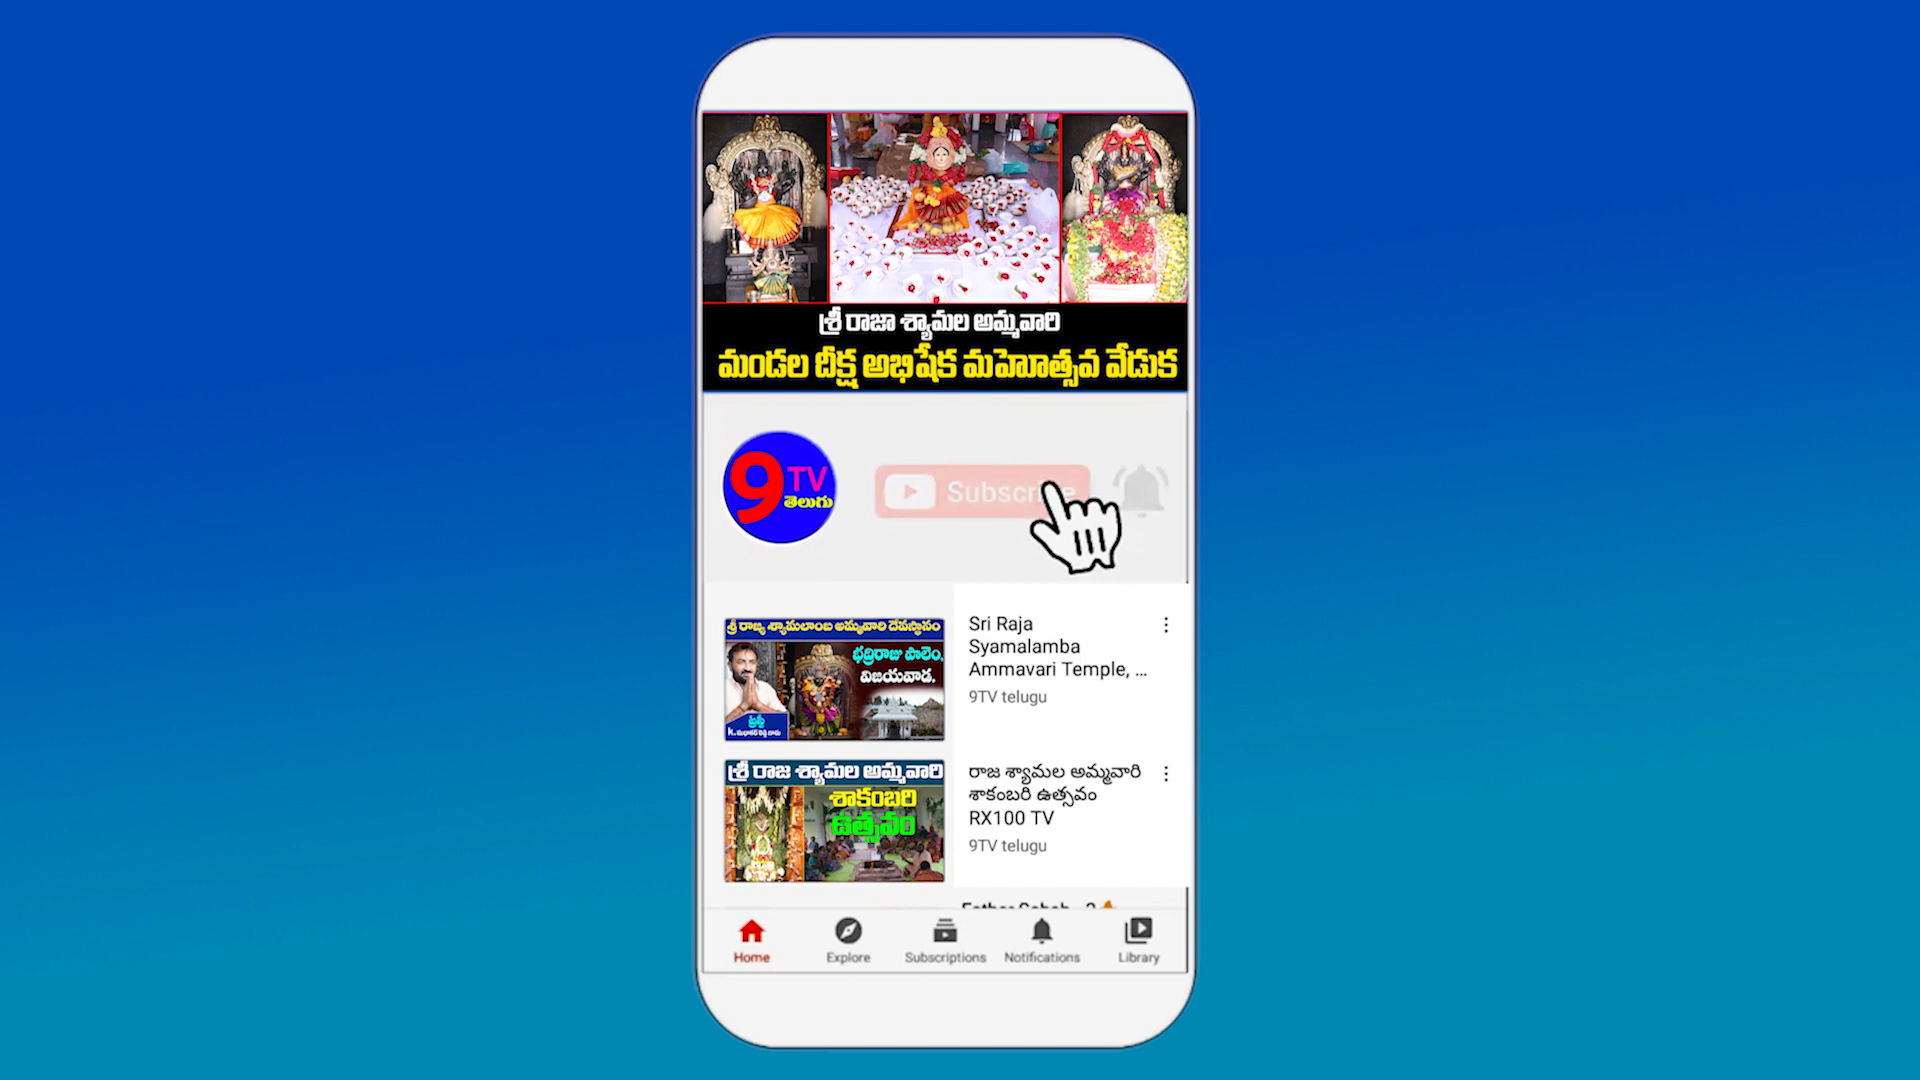 శ్రీ రాజా శ్యామల అమ్మవారి
మండల దీక్ష అభిషేక మహోత్సవ వేడుక
9 TV
తెలుగు
Subscribe
శ్రీ రాజ్య శ్యామలాంబ అమ్మవారి దేవస్థానం
భద్రిరాజు పాలెం,
విజయవాడ.
ట్రస్టీ
K. సుధాకర్ రెడ్డి గారు
Sri Raja
Syamalamba
Ammavari Temple, ...
9TV telugu
శ్రీ రాజ శ్యామల అమ్మవారి
శాకంబరి
ఉత్సవం
రాజ శ్యామల అమ్మవారి
శాకంబరి ఉత్సవం
RX100 TV
9TV telugu
Home
Explore
Subscriptions
Notifications
Library